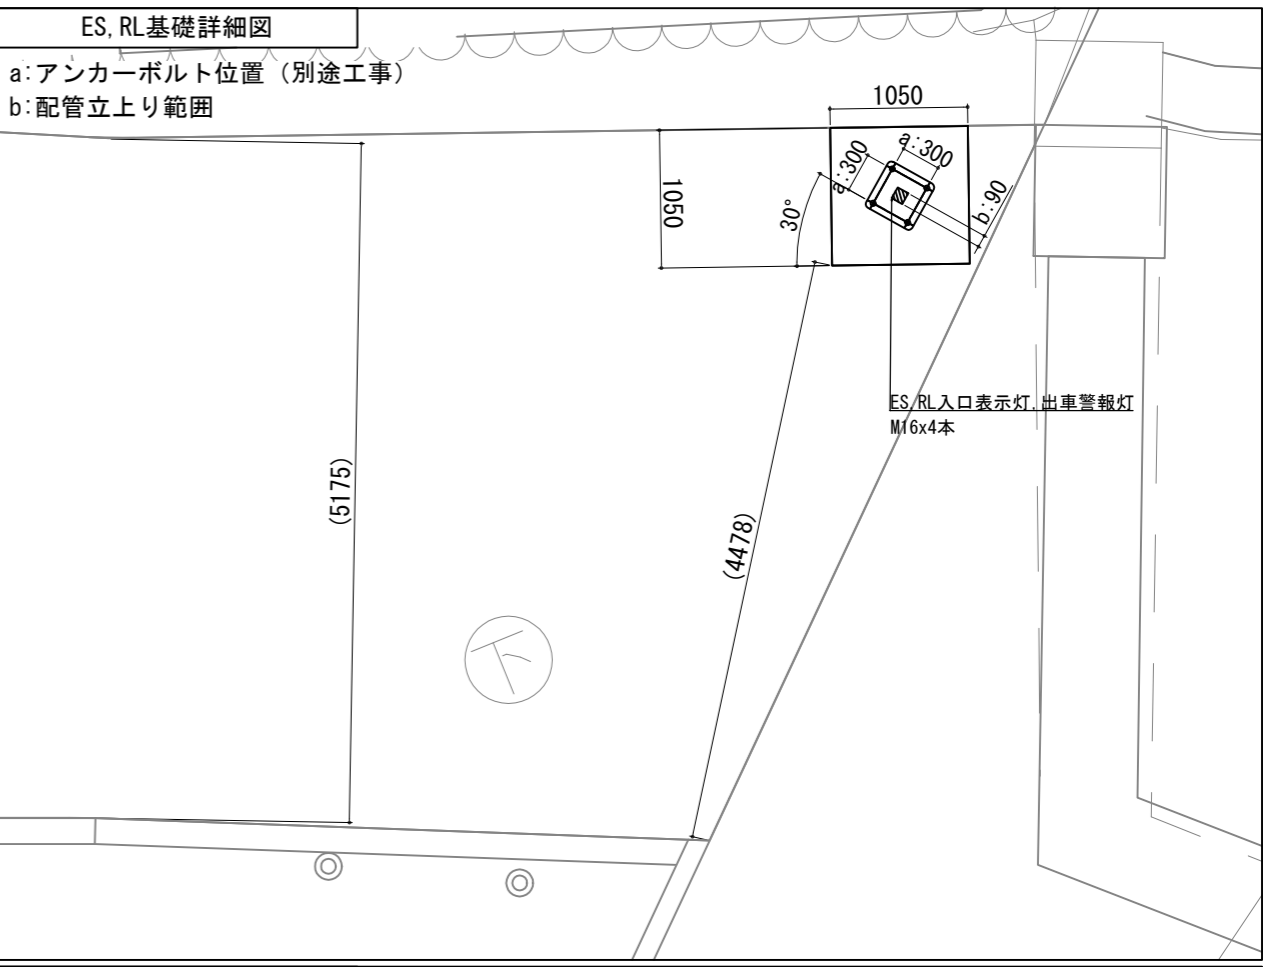 ES, RL基礎詳細図
a:アンカーボルト位置（別途工事）
b:配管立上り範囲
1050
1050
a:300
a:300
30°
b:90
ES,RL入口表示灯,出車警報灯
M16x4本
(5175)
(4478)
下